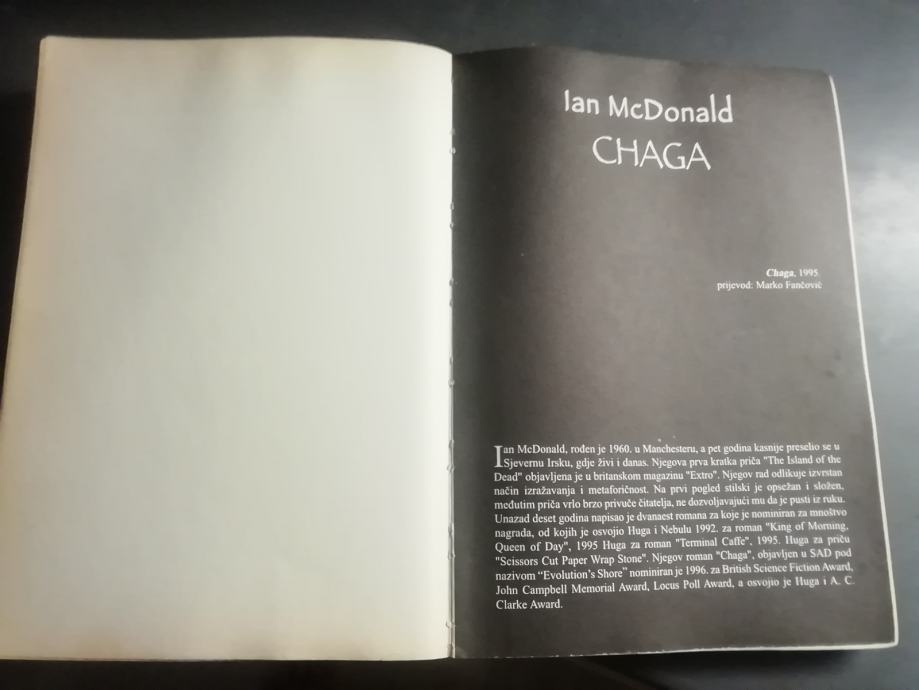 Ian McDonald
CHAGA
Chaga, 1995.
prijevod: Marko Fančović
Ian McDonald, rođen je 1960. u Manchesteru, a pet godina kasnije preselio se u
Sjevernu Irsku, gdje živi i danas. Njegova prva kratka priča "The Island of the
Dead" objavljena je u britanskom magazinu "Extro". Njegov rad odlikuje izvrstan
način izražavanja i metaforičnost. Na prvi pogled stilski je opsežan i složen,
međutim priča vrlo brzo privuče čitatelja, ne dozvoljavajući mu da je pusti iz ruku.
Unazad deset godina napisao je dvanaest romana za koje je nominiran za mnoštvo
nagrada, od kojih je osvojio Huga i Nebulu 1992. za roman "King of Morning,
Queen of Day", 1995 Huga za roman "Terminal Caffe", 1995. Huga za priču
"Scissors Cut Paper Wrap Stone". Njegov roman "Chaga", objavljen u SAD pod
nazivom "Evolution's Shore" nominiran je 1996. za British Science Fiction Award,
John Campbell Memorial Award, Locus Poll Award, a osvojio je Huga i A. C.
Clarke Award.